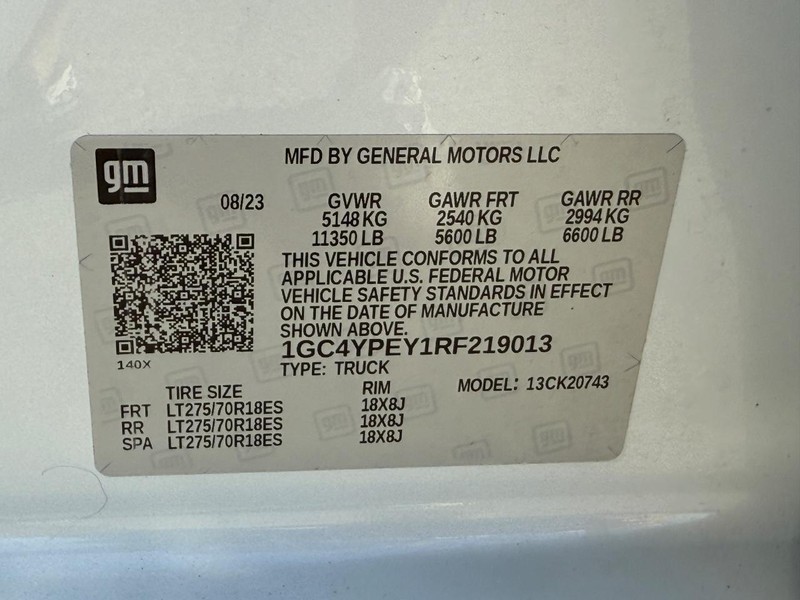 gm
MFD BY GENERAL MOTORS LLC
08/23 GVWR GAWR FRT GAWR RR
5148 KG 2540 KG 2994 KG
11350 LB 5600 LB 6600 LB
THIS VEHICLE CONFORMS TO ALL
APPLICABLE U.S. FEDERAL MOTOR
VEHICLE SAFETY STANDARDS IN EFFECT
ON THE DATE OF MANUFACTURE
SHOWN ABOVE.
1GC4YPEY1RF219013
140X
TYPE: TRUCK
MODEL: 13CK20743
TIRE SIZE RIM
FRT LT275/70R18ES 18X8J
RR LT275/70R18ES 18X8J
SPA LT275/70R18ES 18X8J